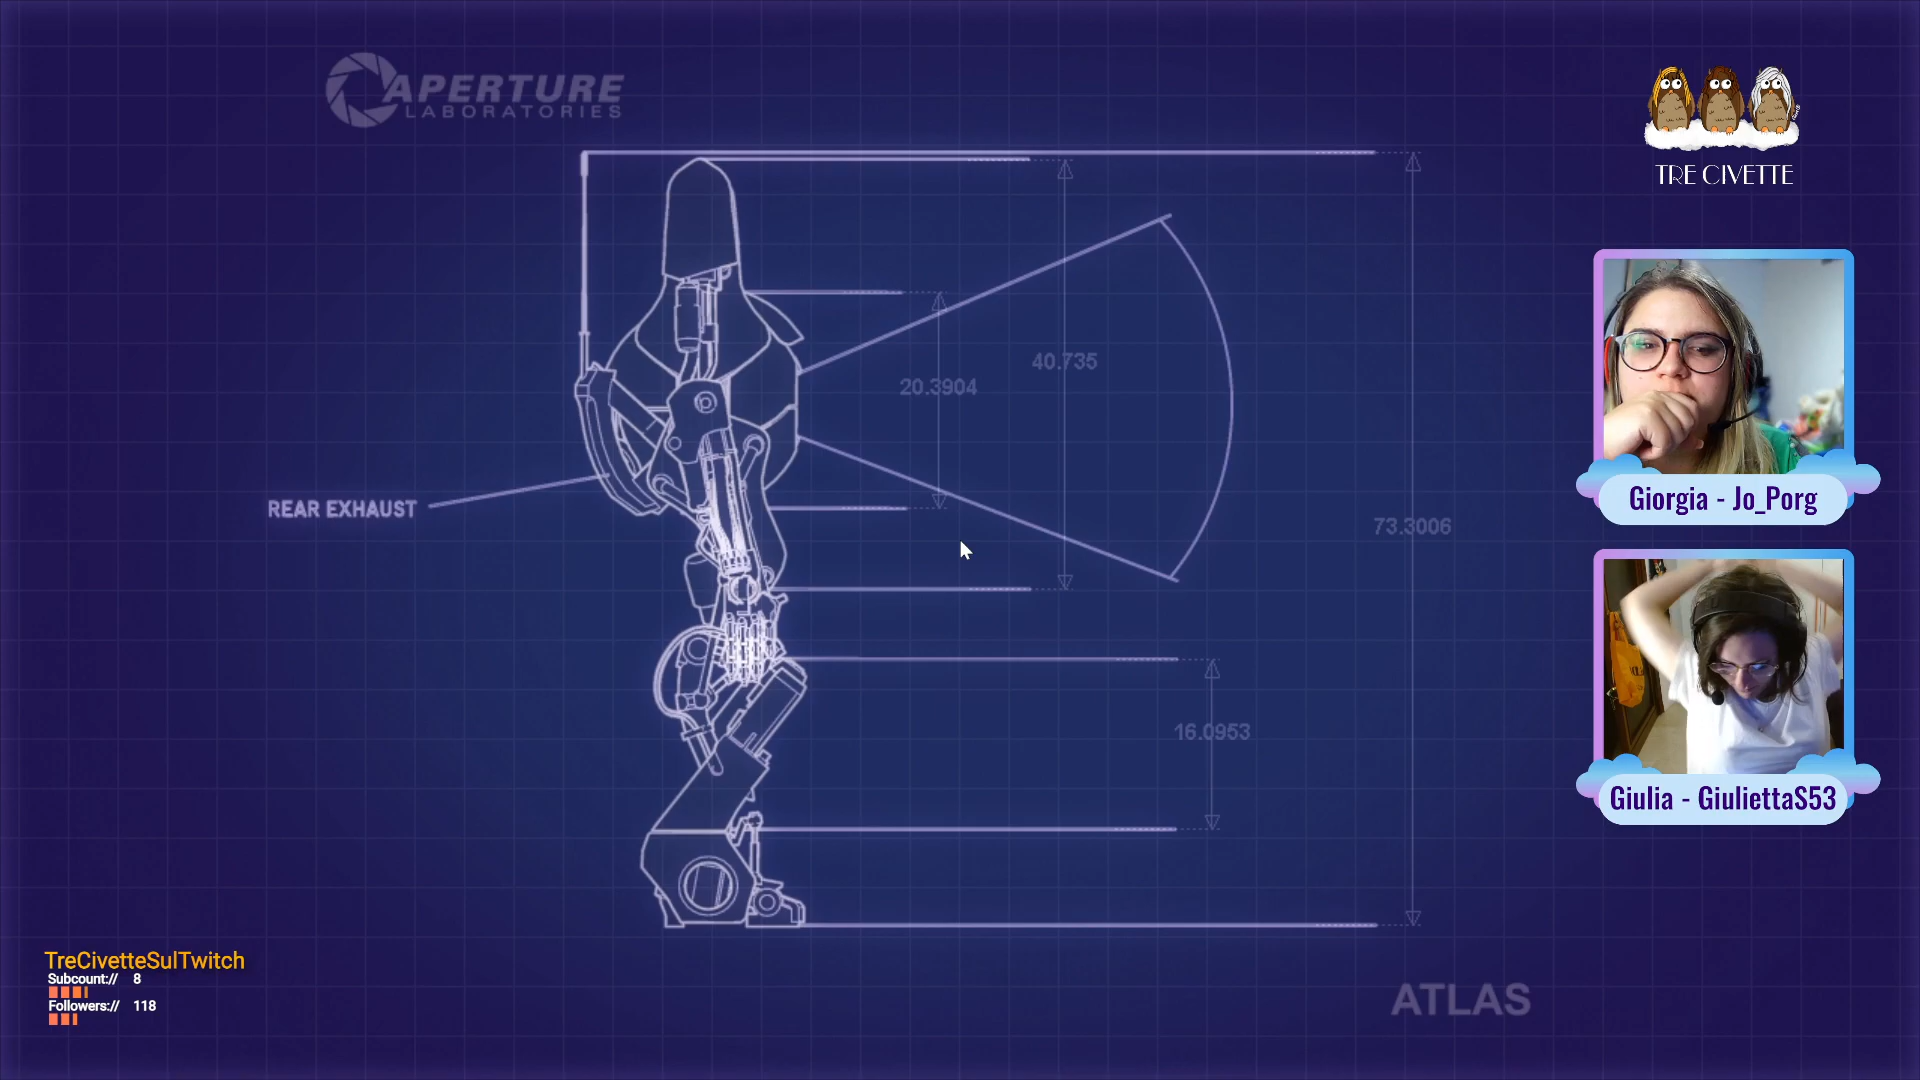 APERTURE
LABORATORIES
TRE CIVETTE
40.735
20.3904
Giorgia - Jo_Porg
REAR EXHAUST
73.3006
16.0953
Giulia - GiuliettaS53
TreCivetteSulTwitch
Subcount:// 8
Followers:// 118
ATLAS